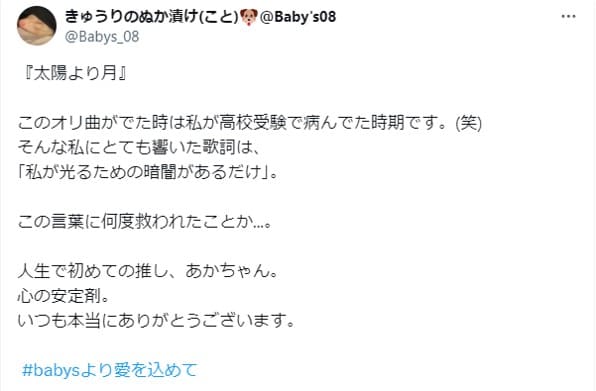 きゅうりのぬか漬け(こと)🐶@Baby's08
@Babys_08
『太陽より月』
このオリ曲がでた時は私が高校受験で病んでた時期です。(笑)
そんな私にとても響いた歌詞は、
「私が光るための暗闇があるだけ」。
この言葉に何度救われたことか...。
人生で初めての推し、あかちゃん。
心の安定剤。
いつも本当にありがとうございます。
#babysより愛を込めて